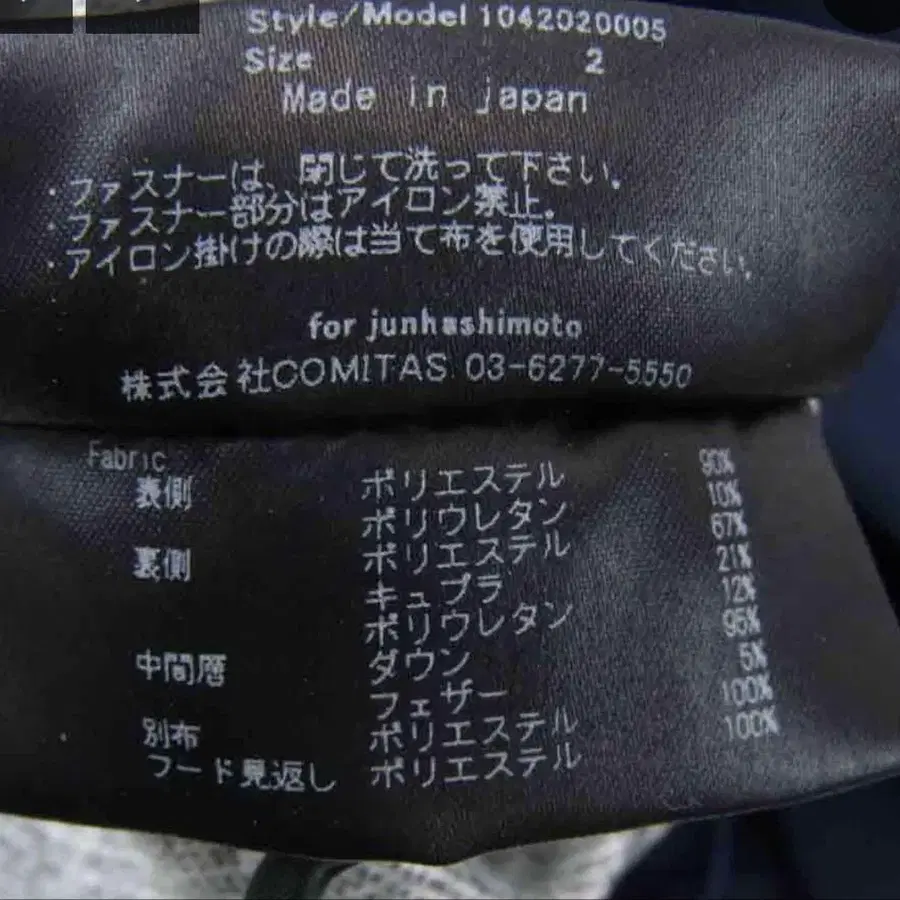 Style/Model 1042020005
Size 2
Made in japan
・ファスナーは、閉じて洗って下さい。
・ファスナー部分はアイロン禁止。
・アイロン掛けの際は当て布を使用してください。
for junhashimoto
株式会社COMITAS 03-6277-5550
Fabric
表側 ポリエステル 90%
ポリウレタン 10%
裏側 ポリエステル 67%
キュプラ 21%
ポリウレタン 12%
中間暦 ダウン 95%
フェザー 5%
別布 ポリエステル 100%
フード見返し ポリエステル 100%